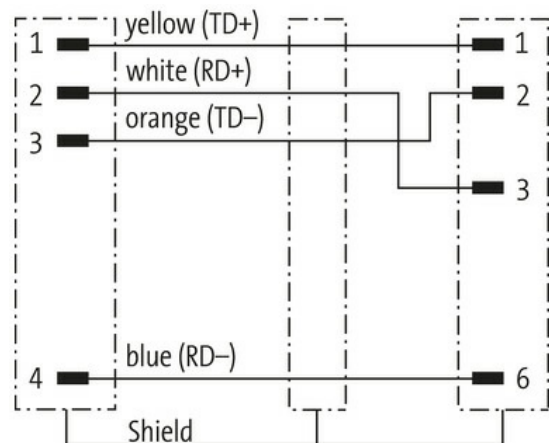 yellow (TD+)
1 1
white (RD+)
2 2
orange (TD–)
3
3
blue (RD–)
4 6
Shield